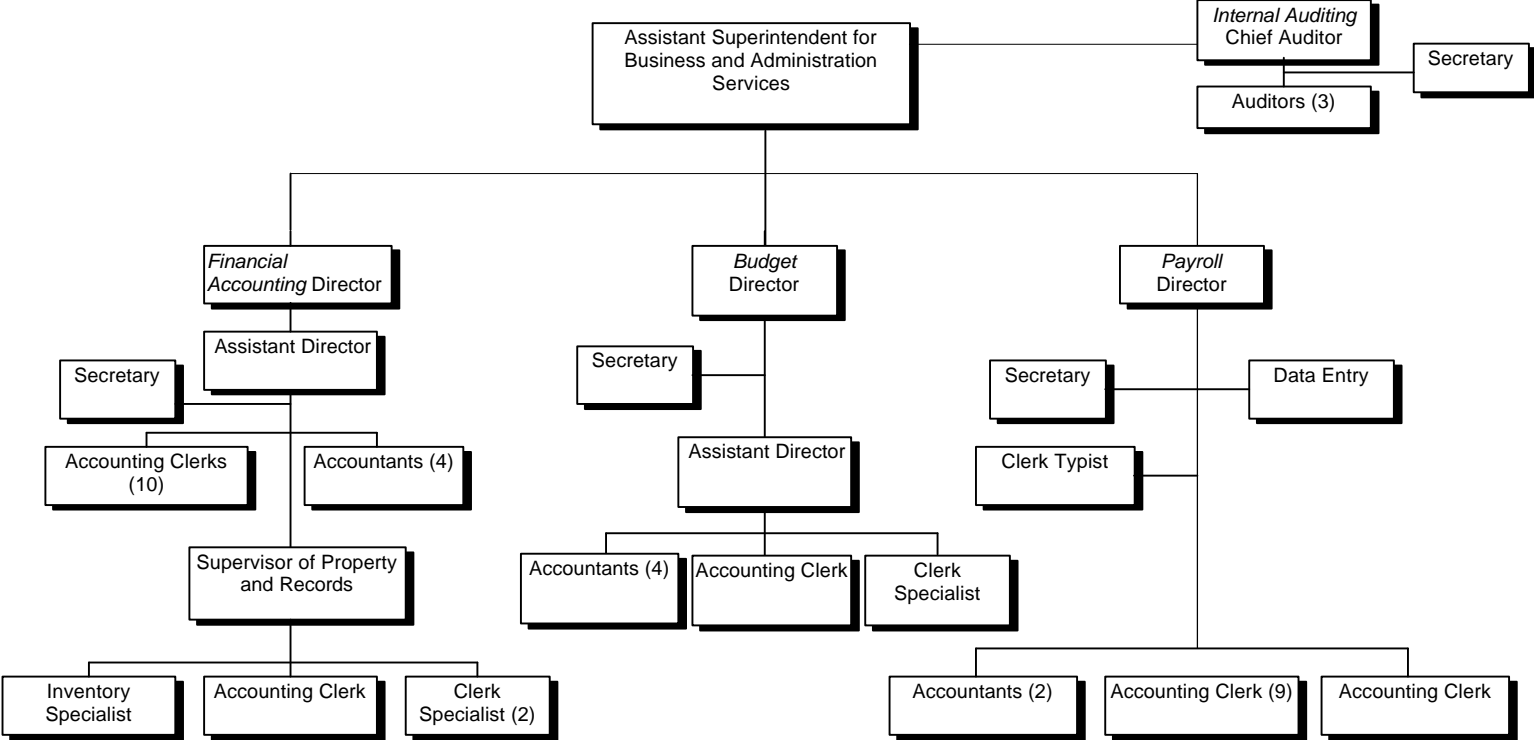 Internal Auditing
Chief Auditor
Assistant Superintendent for
Business and Administration
Services
Secretary
Auditors (3)
Financial
Accounting Director
Budget
Director
Payroll
Director
Assistant Director
Secretary
Secretary
Secretary
Data Entry
Accounting Clerks
(10)
Accountants (4)
Assistant Director
Clerk Typist
Supervisor of Property
and Records
Accountants (4)
Accounting Clerk
Clerk
Specialist
Inventory
Specialist
Accounting Clerk
Clerk
Specialist (2)
Accountants (2)
Accounting Clerk (9)
Accounting Clerk